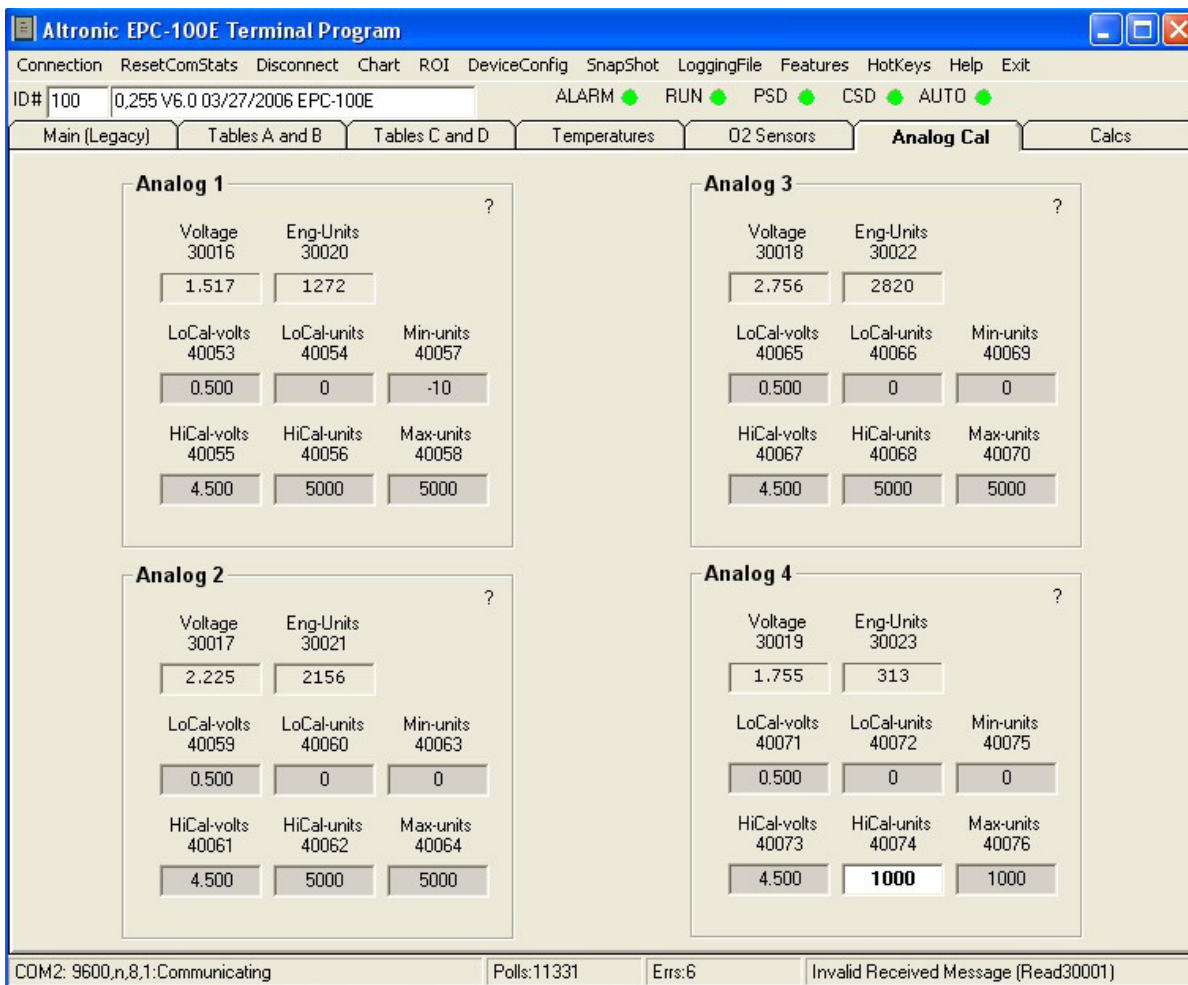 Altronic EPC-100E Terminal Program
Connection ResetComStats Disconnect Chart ROI DeviceConfig SnapShot LoggingFile Features HotKeys Help Exit
ID# 100 0,255 V6.0 03/27/2006 EPC-100E ALARM RUN PSD CSD AUTO
Main (Legacy) Tables A and B Tables C and D Temperatures O2 Sensors Analog Cal Calcs
Analog 1
?
Voltage Eng-Units
30016 30020
1.517 1272
LoCal-volts LoCal-units Min-units
40053 40054 40057
0.500 0 -10
HiCal-volts HiCal-units Max-units
40055 40056 40058
4.500 5000 5000
Analog 3
?
Voltage Eng-Units
30018 30022
2.756 2820
LoCal-volts LoCal-units Min-units
40065 40066 40069
0.500 0 0
HiCal-volts HiCal-units Max-units
40067 40068 40070
4.500 5000 5000
Analog 2
?
Voltage Eng-Units
30017 30021
2.225 2156
LoCal-volts LoCal-units Min-units
40059 40060 40063
0.500 0 0
HiCal-volts HiCal-units Max-units
40061 40062 40064
4.500 5000 5000
Analog 4
?
Voltage Eng-Units
30019 30023
1.755 313
LoCal-volts LoCal-units Min-units
40071 40072 40075
0.500 0 0
HiCal-volts HiCal-units Max-units
40073 40074 40076
4.500 1000 1000
COM2: 9600,n,8,1:Communicating Polls:11331 Errs:6 Invalid Received Message (Read30001)